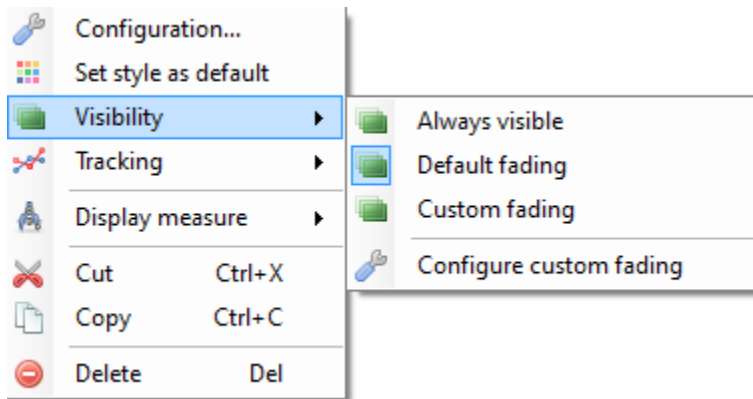 Configuration...
Set style as default
Visibility
Tracking
Display measure
Cut Ctrl+X
Copy Ctrl+C
Delete Del
Always visible
Default fading
Custom fading
Configure custom fading